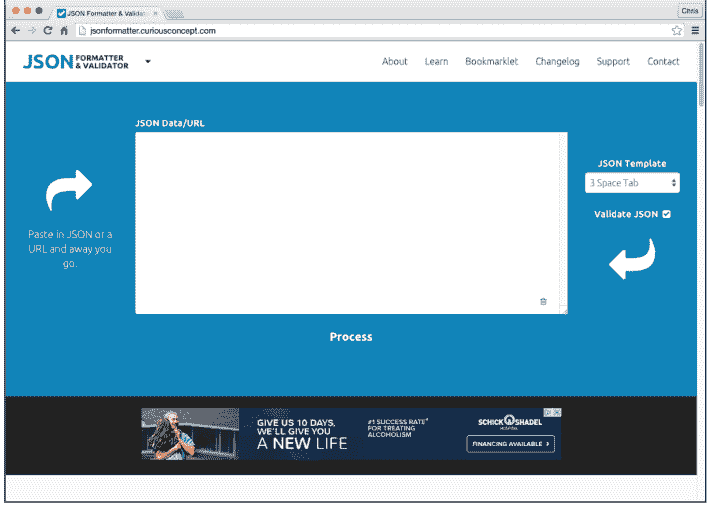 JSON Formatter & Valida
Chris
jsonformatter.curiousconcept.com
JSON FORMATTER & VALIDATOR
About Learn Bookmarklet Changelog Support Contact
JSON Data/URL
Paste in JSON or a
URL and away you
go.
JSON Template
3 Space Tab
Validate JSON
Process
GIVE US 10 DAYS,
WE'LL GIVE YOU
A NEW LIFE
#1 SUCCESS RATE*
FOR TREATING
ALCOHOLISM
SCHICK SHADEL
HOSPITAL
FINANCING AVAILABLE >